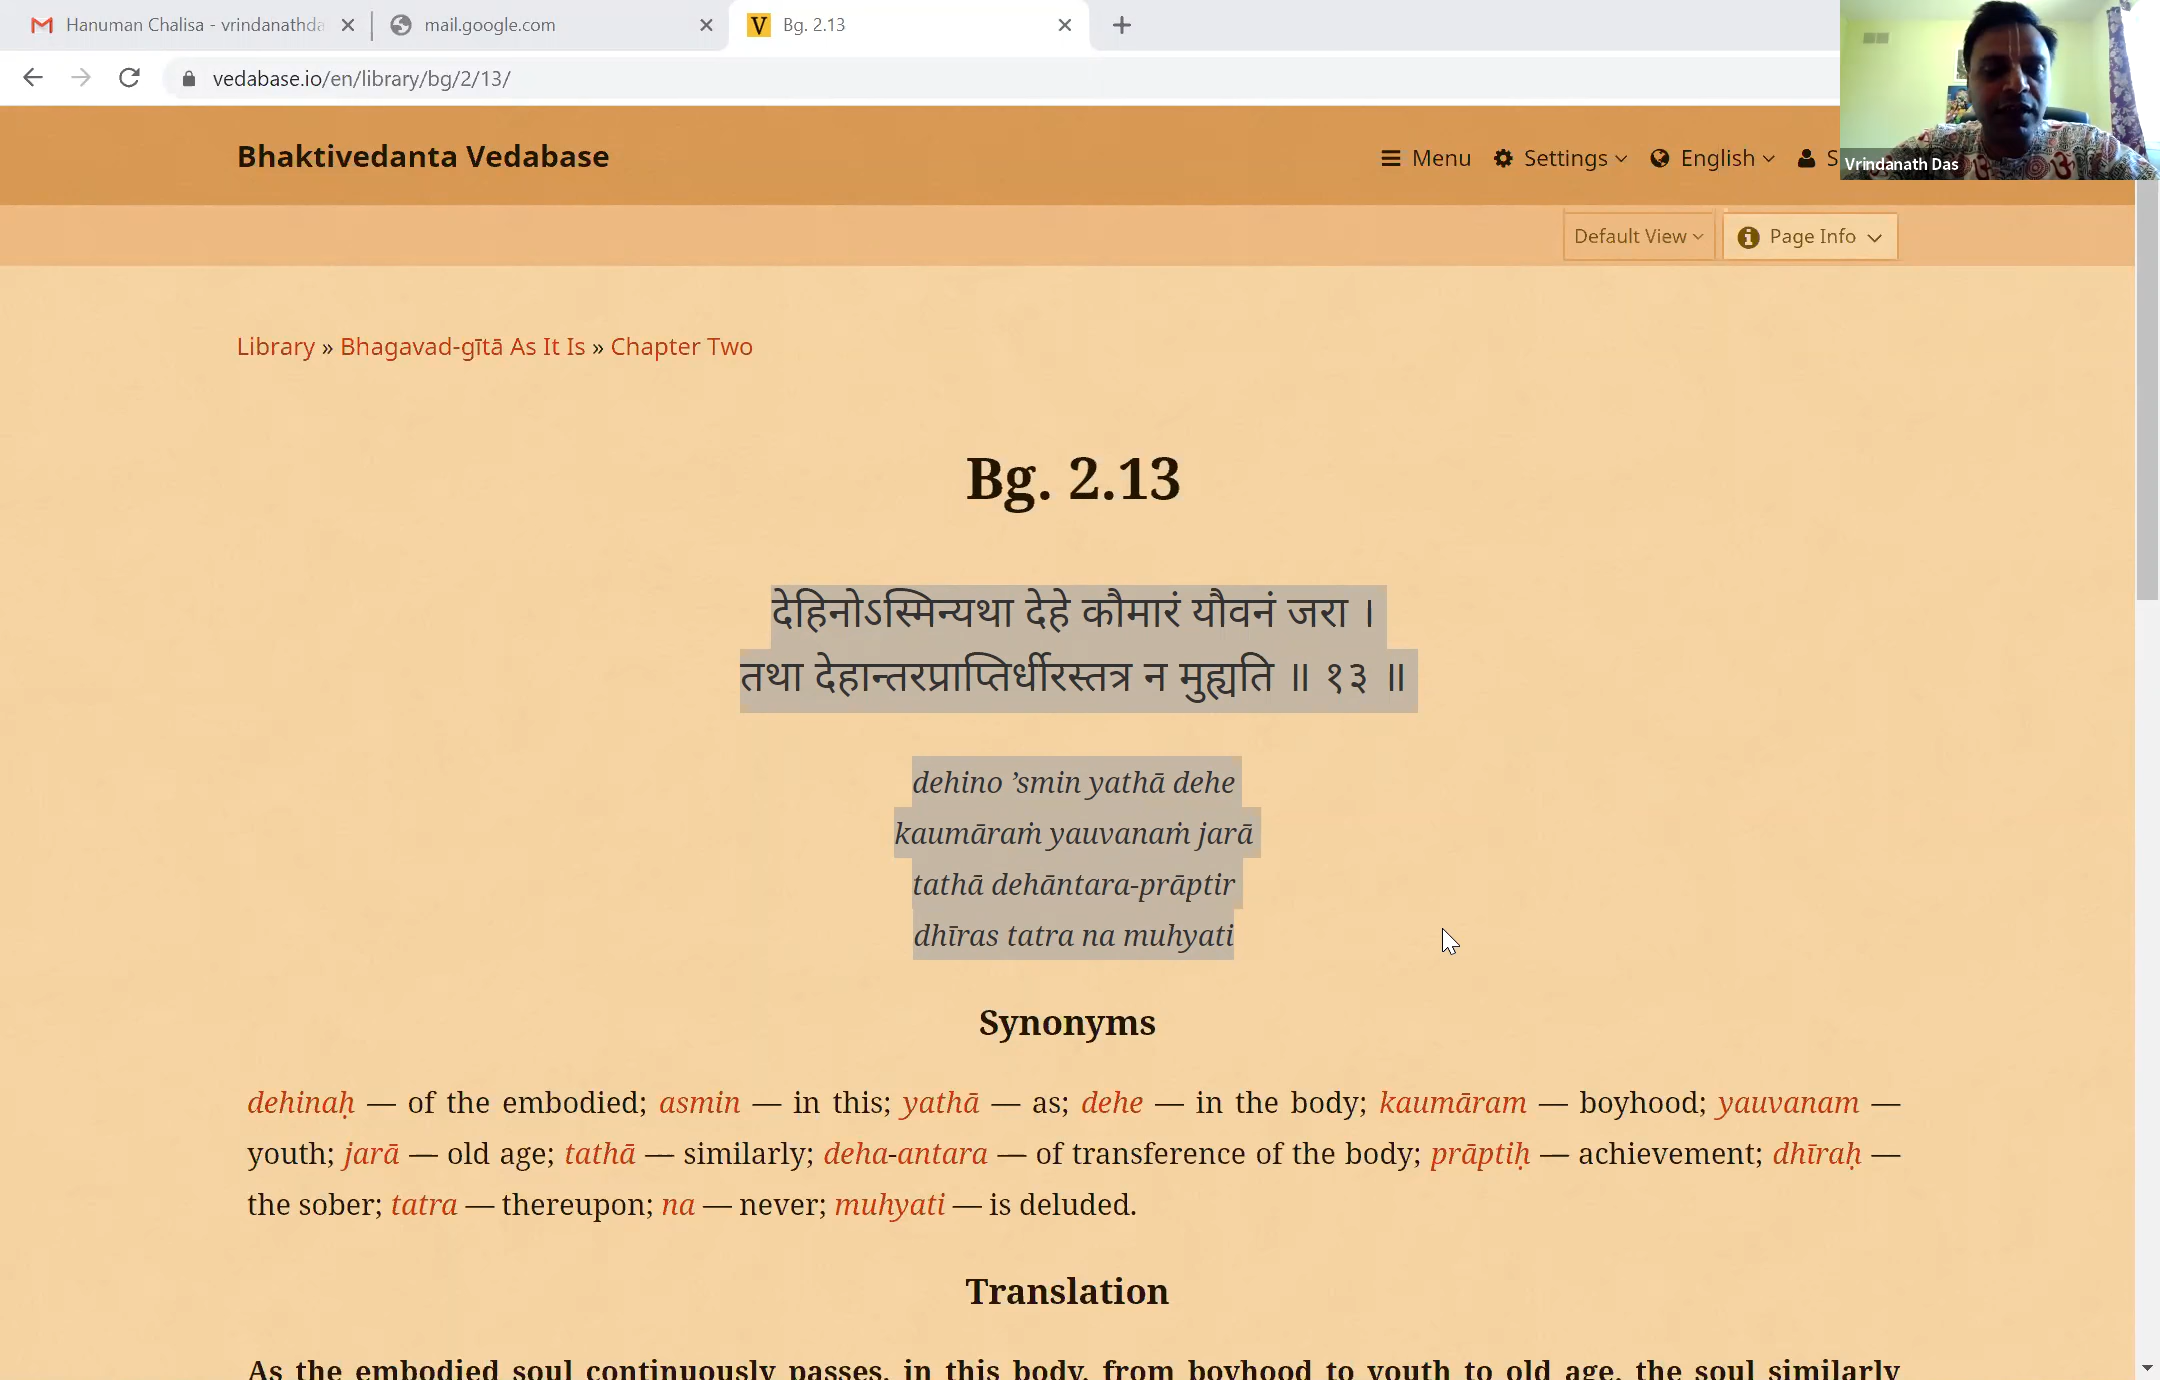 Hanuman Chalisa - vrindanathda
mail.google.com
Bg. 2.13
vedabase.io/en/library/bg/2/13/
Bhaktivedanta Vedabase
Menu Settings English S
Vrindanath Das
Default View Page Info
Library » Bhagavad-gītā As It Is » Chapter Two
Bg. 2.13
देहिनोऽस्मिन्यथा देहे कौमारं यौवनं जरा ।
तथा देहान्तरप्राप्तिर्धीरस्तत्र न मुह्यति ॥ १३ ॥
dehino ’smin yathā dehe
kaumāraṁ yauvanaṁ jarā
tathā dehāntara-prāptir
dhīras tatra na muhyati
Synonyms
dehinaḥ — of the embodied; asmin — in this; yathā — as; dehe — in the body; kaumāram — boyhood; yauvanam —
youth; jarā — old age; tathā — similarly; deha-antara — of transference of the body; prāptiḥ — achievement; dhīraḥ —
the sober; tatra — thereupon; na — never; muhyati — is deluded.
Translation
As the embodied soul continuously passes, in this body, from boyhood to youth to old age, the soul similarly